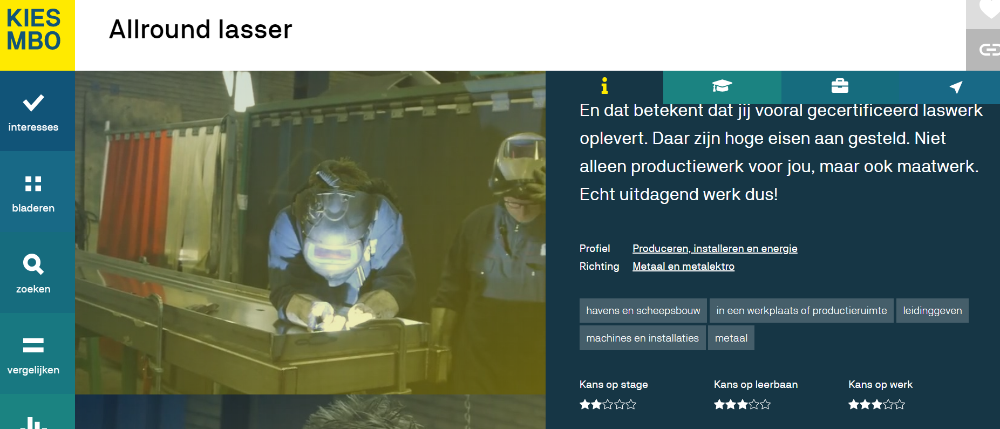 KIES
MBO
Allround lasser
interesses
bladeren
zoeken
vergelijken
En dat betekent dat jij vooral gecertificeerd laswerk
oplevert. Daar zijn hoge eisen aan gesteld. Niet
alleen productiewerk voor jou, maar ook maatwerk.
Echt uitdagend werk dus!
Profiel Produceren, installeren en energie
Richting Metaal en metalektro
havens en scheepsbouw in een werkplaats of productieruimte leidinggeven
machines en installaties metaal
Kans op stage Kans op leerbaan Kans op werk